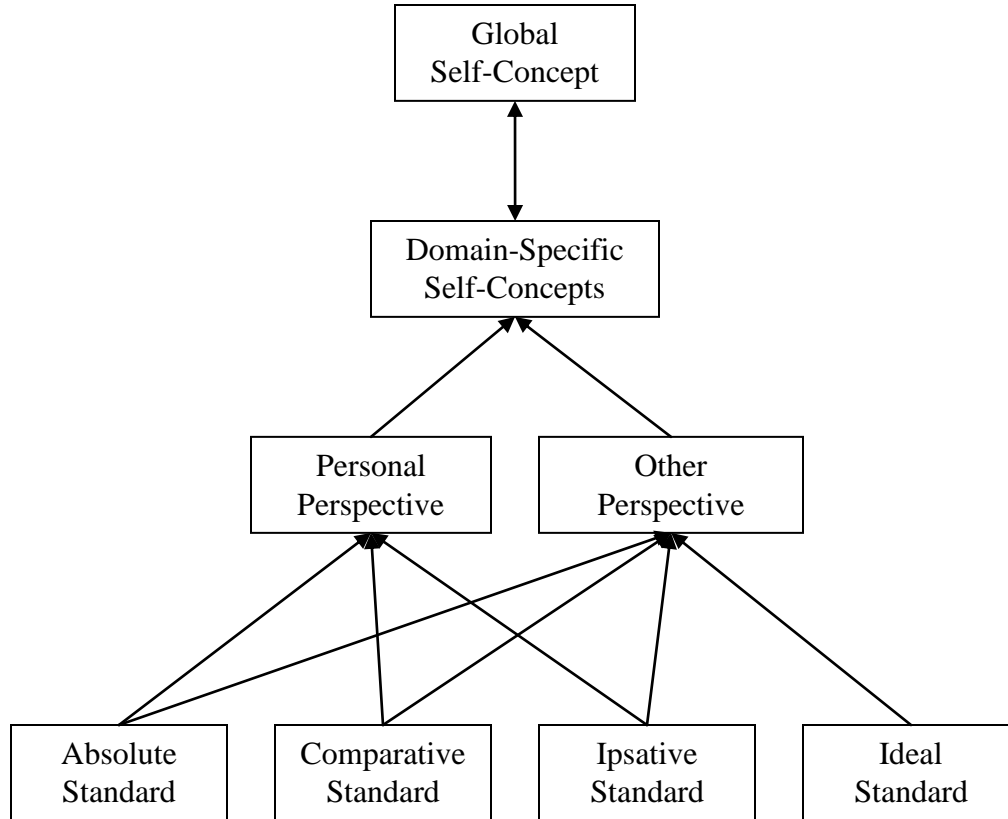 Global
Self-Concept
Domain-Specific
Self-Concepts
Personal
Perspective
Other
Perspective
Absolute
Standard
Comparative
Standard
Ipsative
Standard
Ideal
Standard